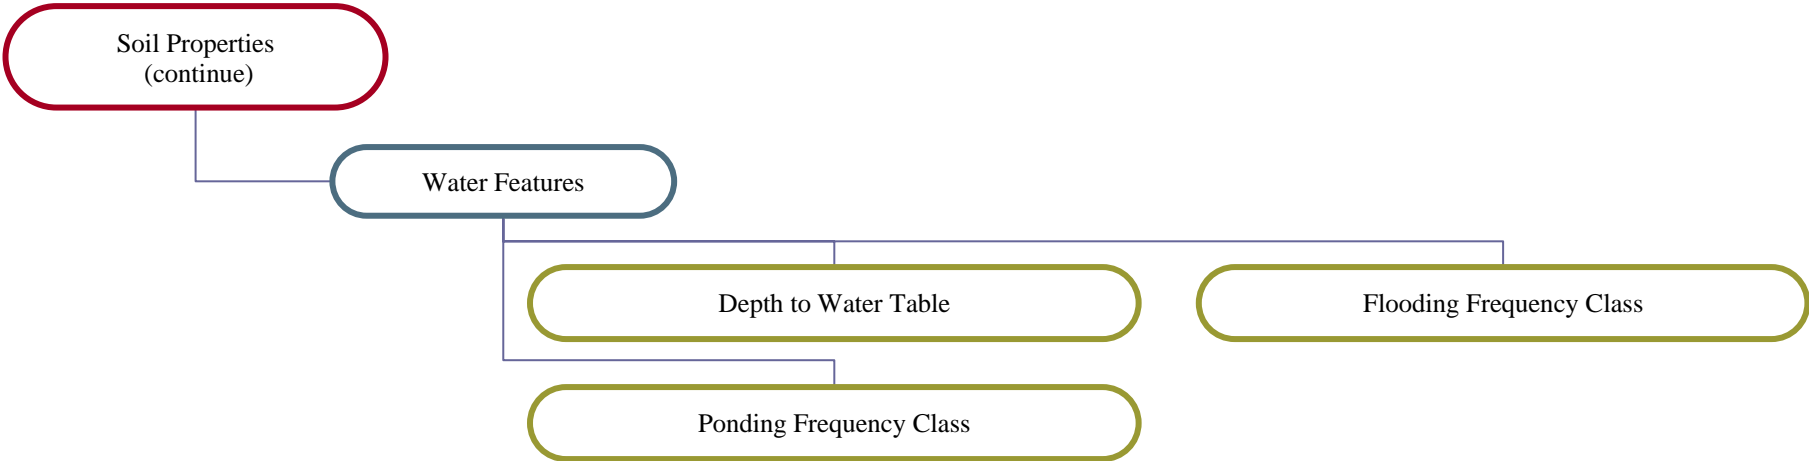 Soil Properties
(continue)
Water Features
Depth to Water Table
Flooding Frequency Class
Ponding Frequency Class